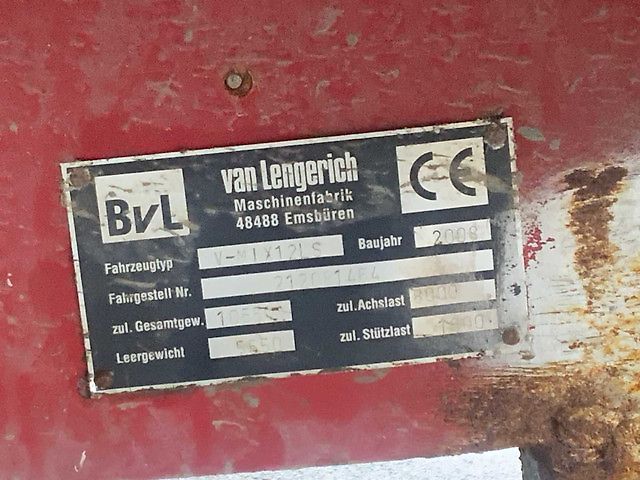 BvL
van Lengerich
Maschinenfabrik
48488 Emsbüren
CE
Fahrzeugtyp V-MIX12LS Baujahr 2008
Fahrgestell Nr.
zul. Gesamtgew. zul. Achslast
Leergewicht 5650 zul. Stützlast